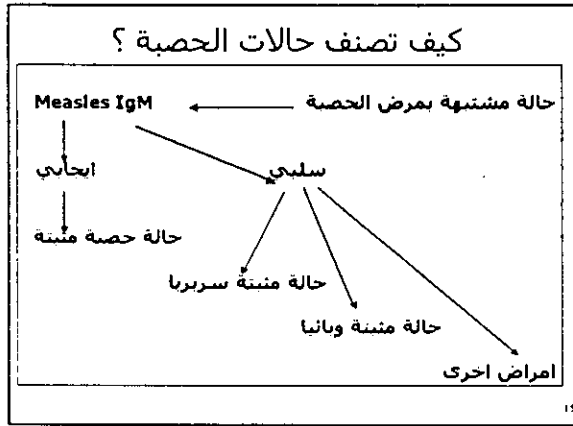 كيف تصنف حالات الحصبة ؟
حالة مشتبهة بمرض الحصبة
Measles IgM
ايجابي
سلبي
حالة حصبة مثبتة
حالة مثبتة سريريا
حالة مثبتة وبائيا
امراض اخرى